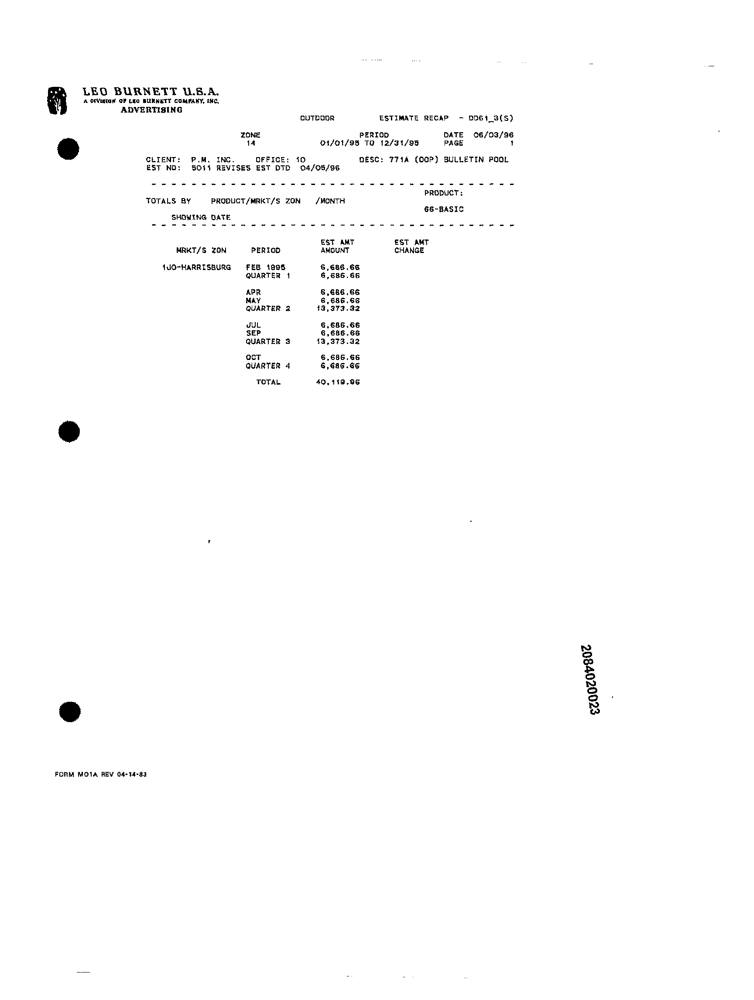 LEO BURNETT U.S.A.
A DIVISION OF LEO BURNETT COMPANY, INC.
ADVERTISING
OUTDOOR ESTIMATE RECAP - OD61_3(S)
ZONE PERIOD DATE 06/03/96
14 01/01/95 TO 12/31/95 PAGE 1
CLIENT: P.M. INC. OFFICE: 10 DESC: 771A (OOP) BULLETIN POOL
EST NO: 5011 REVISES EST DTD 04/05/96
PRODUCT:
TOTALS BY PRODUCT/MRKT/S ZON /MONTH
66-BASIC
SHOWING DATE
EST AMT EST AMT
MRKT/S ZON PERIOD AMOUNT CHANGE
1JO-HARRISBURG FEB 1995 6,686.66
QUARTER 1 6,686.66
APR 6,686.66
MAY 6,686.66
QUARTER 2 13,373.32
JUL 6,686.66
SEP 6,686.66
QUARTER 3 13,373.32
OCT 6,686.66
QUARTER 4 6,686.66
TOTAL 40,119.96
2084020023
FORM MO1A REV 04-14-83